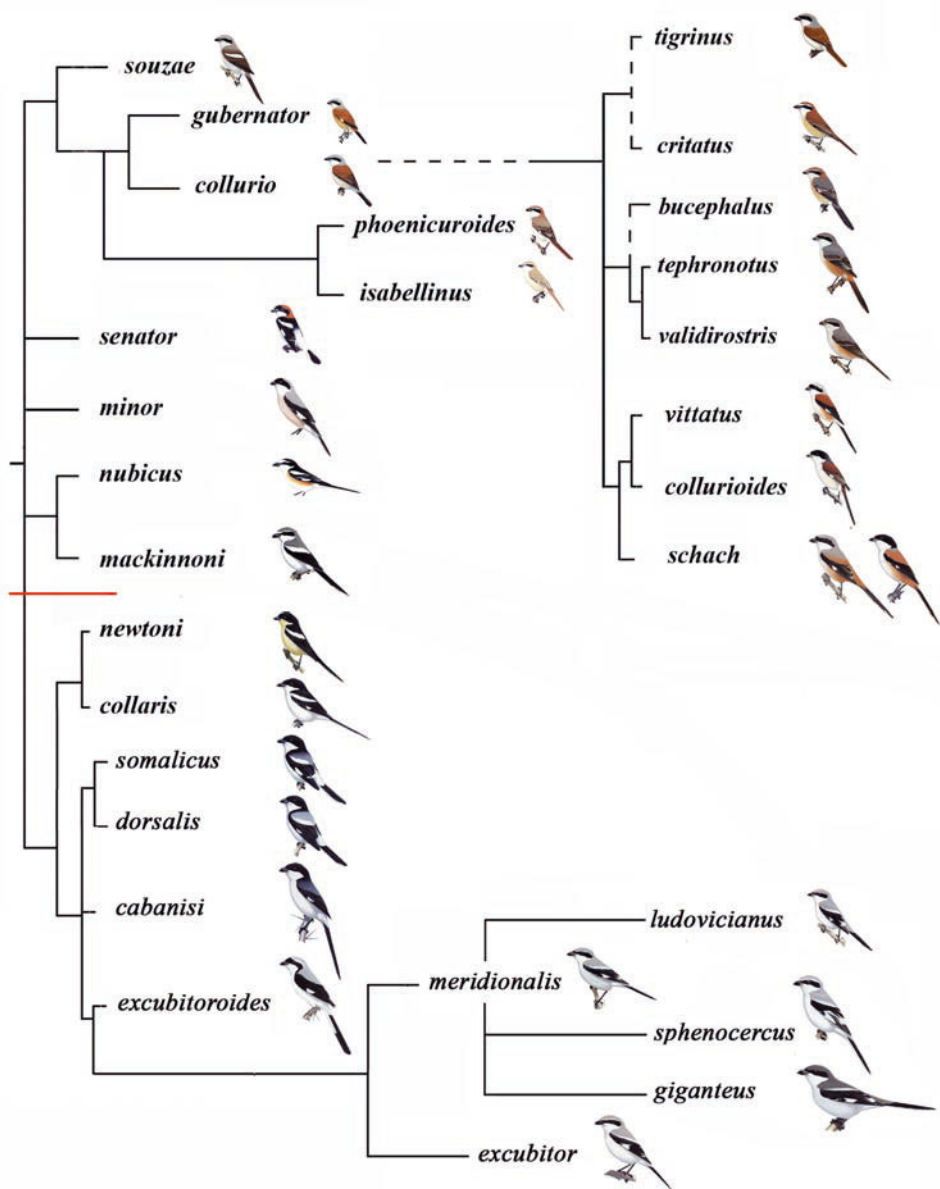 souzae
gubernator
collurio
phoenicuroides
isabellinus
senator
minor
nubicus
mackinnoni
newtoni
collaris
somalicus
dorsalis
cabanisi
excubitoroides
tigrinus
critatus
bucephalus
tephronotus
validirostris
vittatus
collurioides
schach
ludovicianus
meridionalis
sphenocercus
giganteus
excubitor